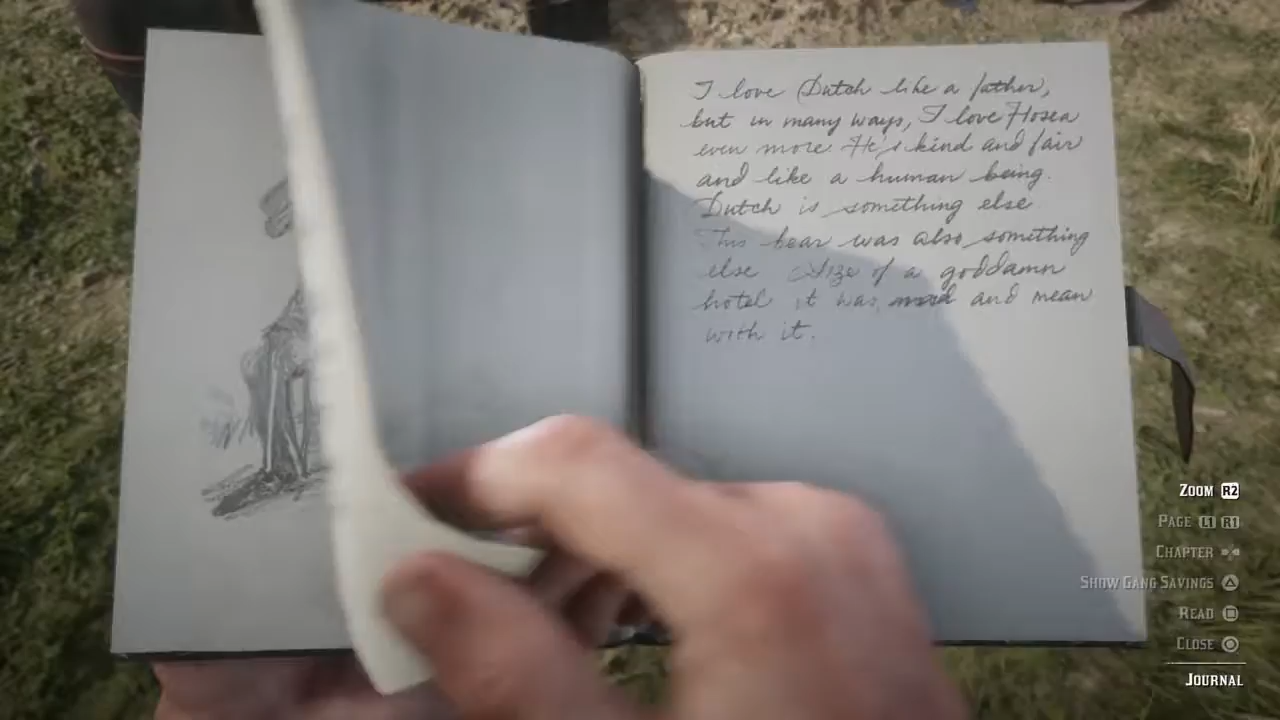 I love Dutch like a father,
but in many ways, I love Hosea
even more. He's kind and fair
and like a human being.
Dutch is something else
This bear was also something
else Size of a goddamn
hotel it was, mad and mean
with it.
ZOOM R2
PAGE L1 R1
CHAPTER
SHOW GANG SAVINGS
READ
CLOSE
JOURNAL